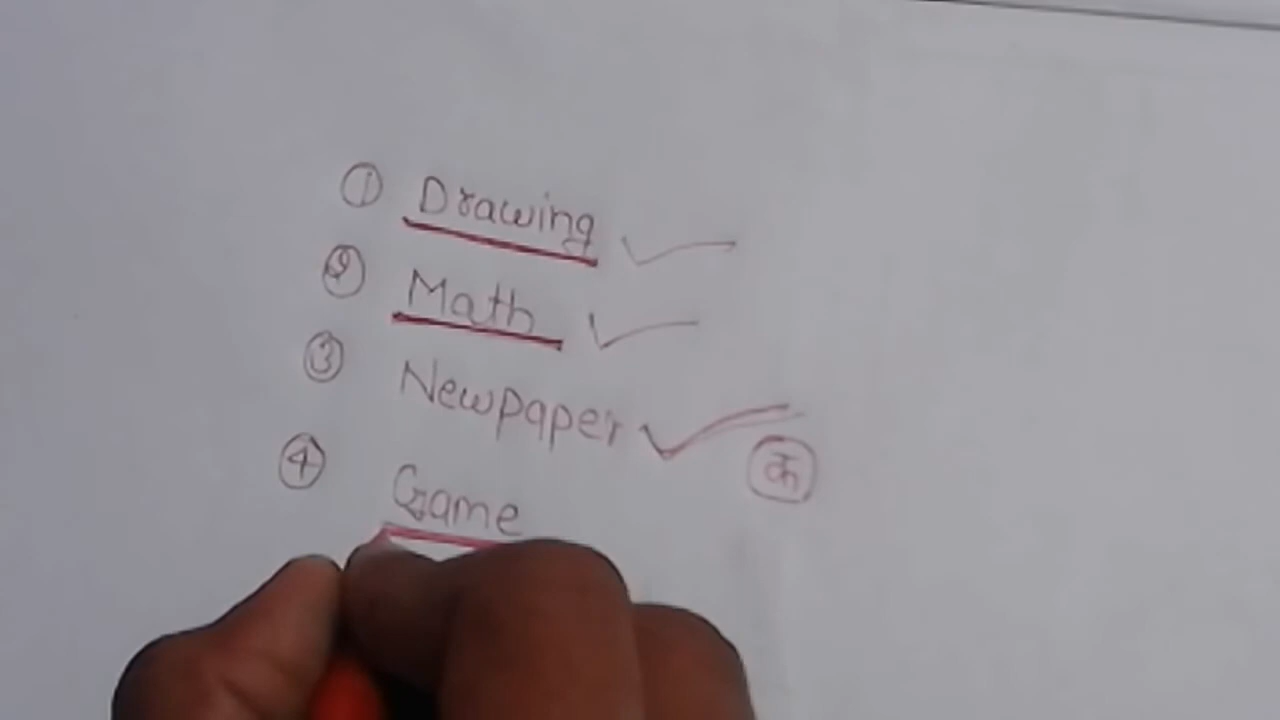 ① Drawing ✓
② Math ✓
③ Newpaper ✓
क
④ Game